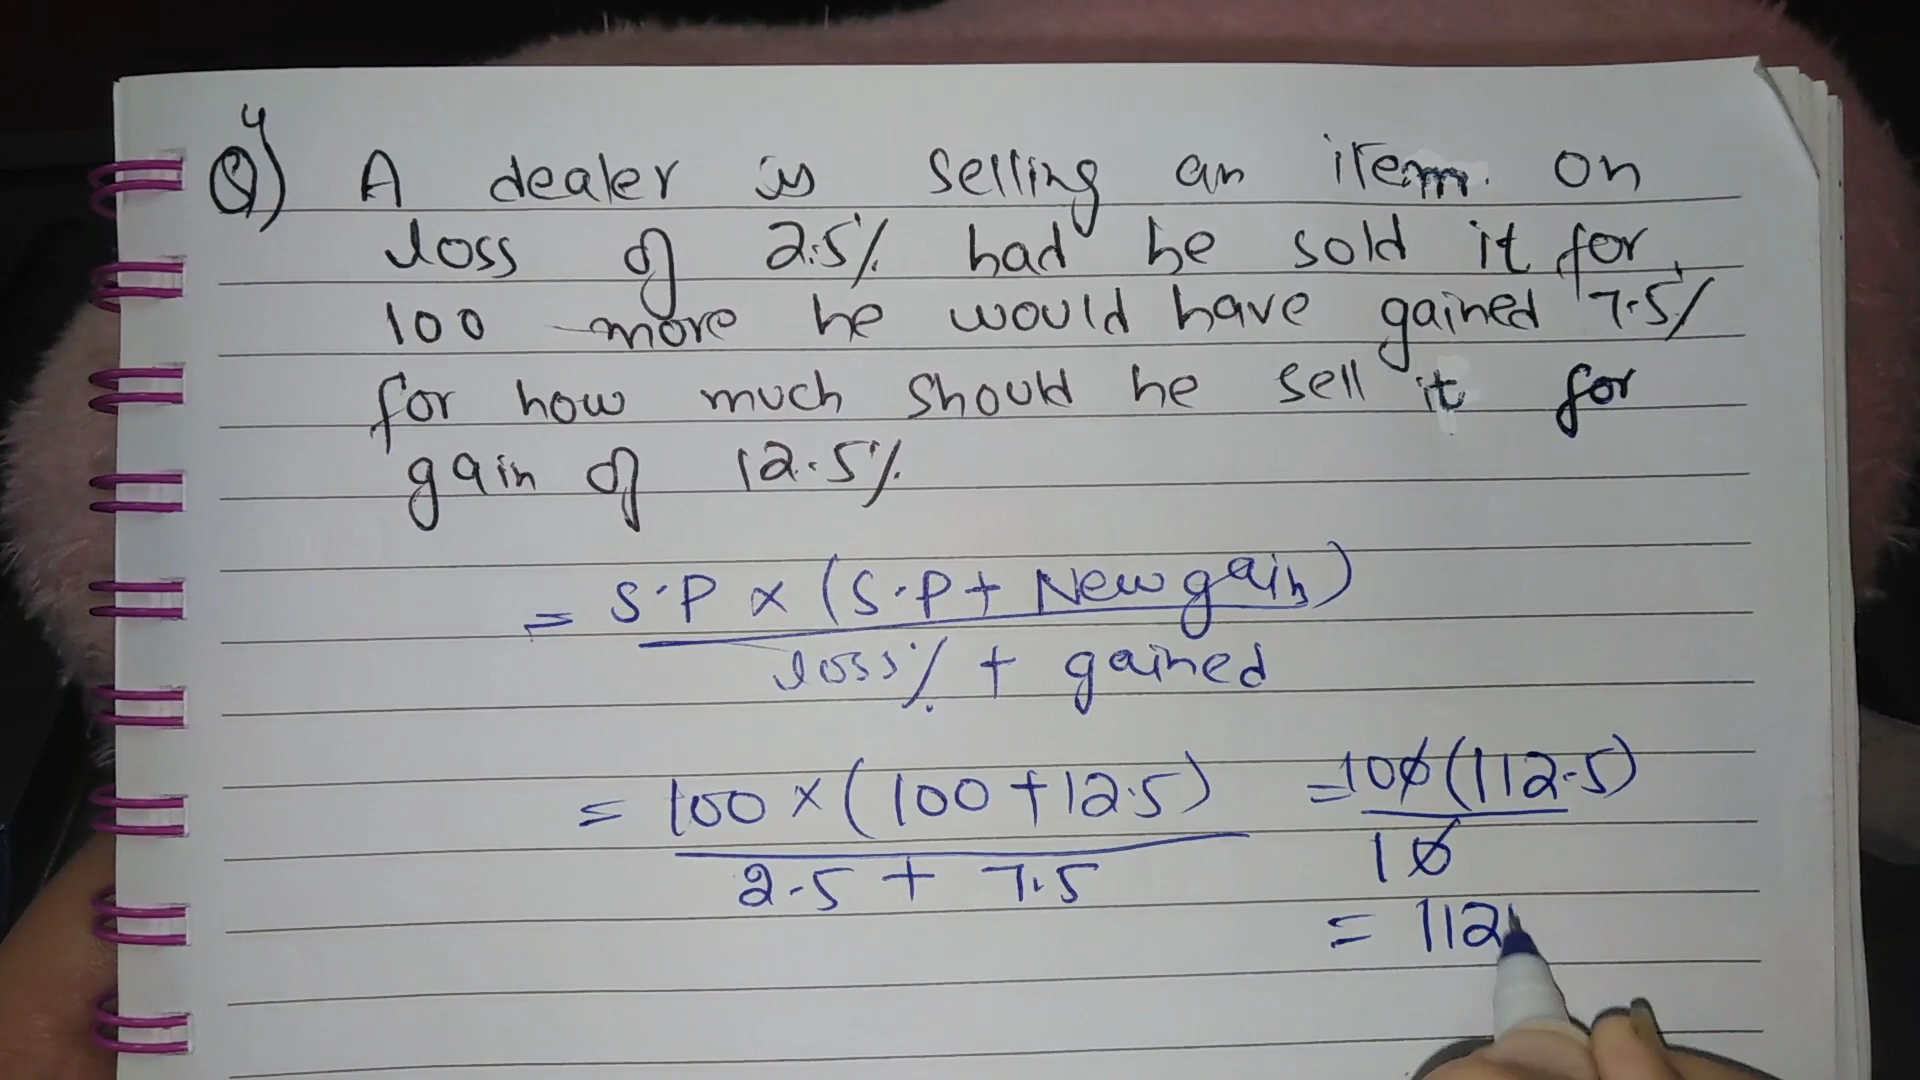 Q4) A dealer is selling an item. on
loss of 2.5% had he sold it for
100 more he would have gained 7.5%
for how much should he sell it for
gain of 12.5%.
= S.P x (S.P + New gain)
loss% + gained
= 100 x (100 + 12.5) = 100 (112.5)
2.5 + 7.5 10
= 112